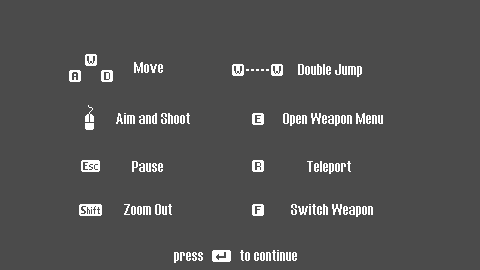 W
A D Move
W-----W Double Jump
Aim and Shoot
E Open Weapon Menu
Esc Pause
R Teleport
Shift Zoom Out
F Switch Weapon
press ↵ to continue